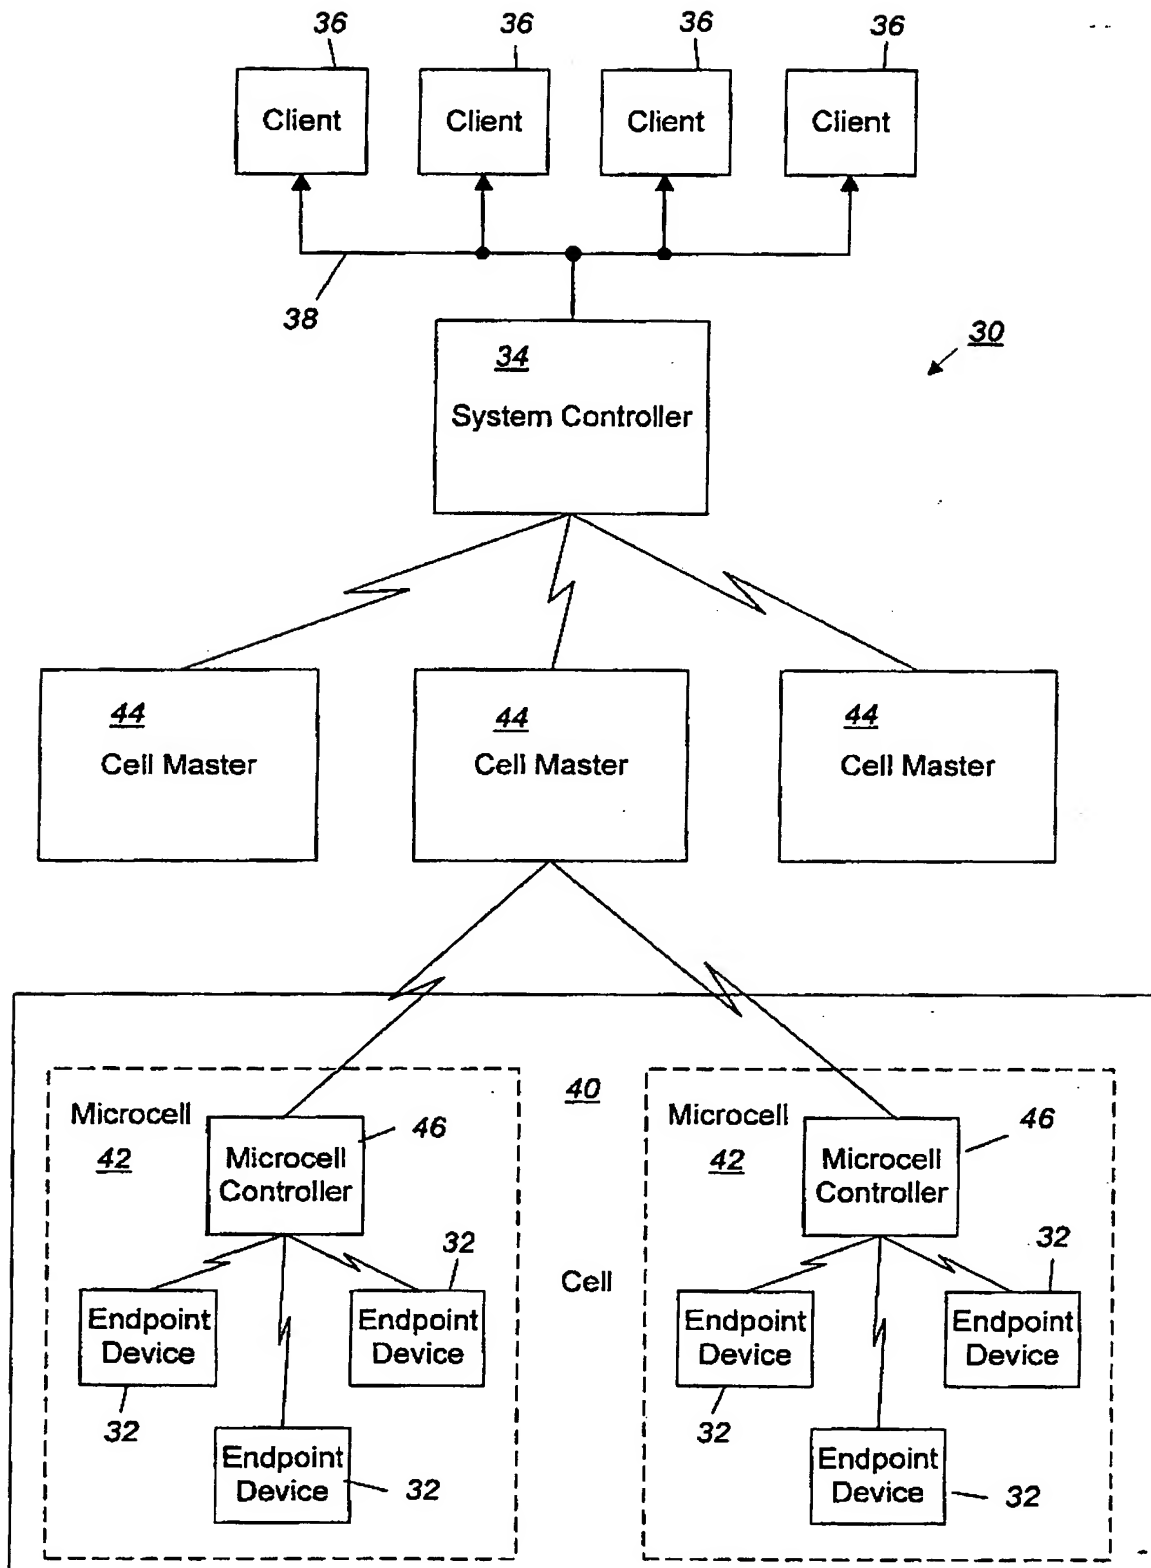 36 36 36 36
Client Client Client Client
38
30
34
System Controller
44
Cell Master
44
Cell Master
44
Cell Master
40
Cell
Microcell
42
46
Microcell
Controller
32
Endpoint
Device
32
Endpoint
Device
Endpoint
Device
32
Microcell
42
46
Microcell
Controller
32
Endpoint
Device
32
Endpoint
Device
Endpoint
Device
32